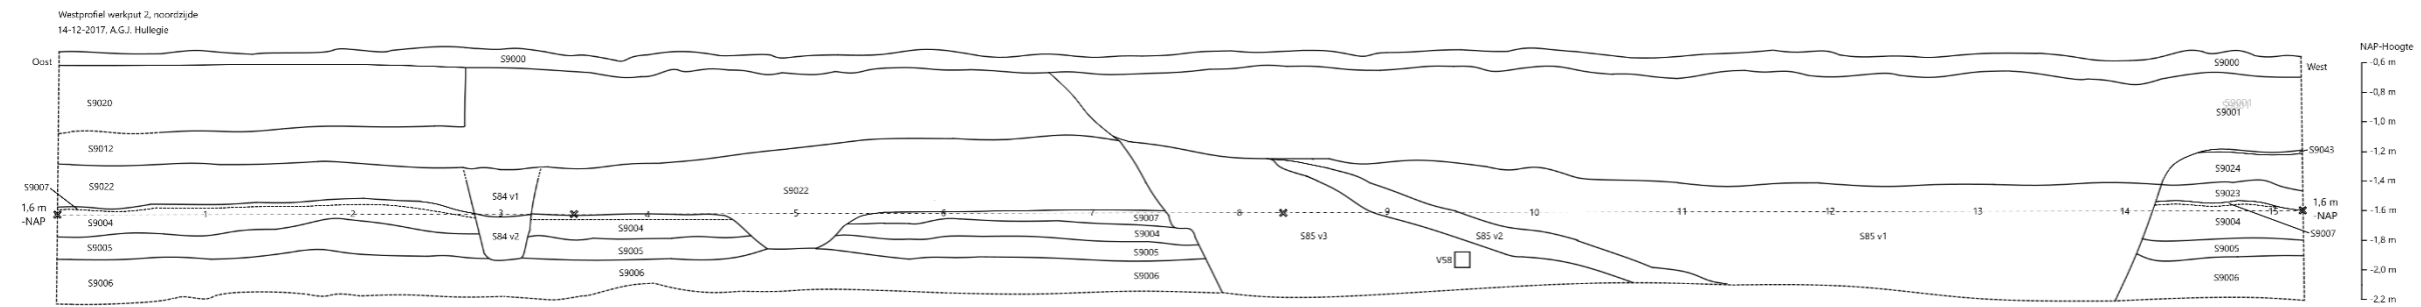 Westprofiel werkput 2, noordzijde
14-12-2017, A.G.J. Hullegie
NAP-Hoogte
Oost
S9000
S9000
West
-0,6 m
-0,8 m
S9020
S9001
S9001
-1,0 m
S9012
S9043
-1,2 m
S9024
-1,4 m
S9007
S9022
S84 v1
S9022
S9023
1,6 m
-NAP
1
2
3
4
5
6
7
8
9
10
11
12
13
14
15
1,6 m
-NAP
-1,6 m
S9004
S9004
S9007
S9004
S9004
S9007
S84 v2
S85 v3
S85 v2
S85 v1
-1,8 m
S9005
S9005
S9005
S9005
V58
S9006
S9006
S9006
S9006
-2,0 m
-2,2 m